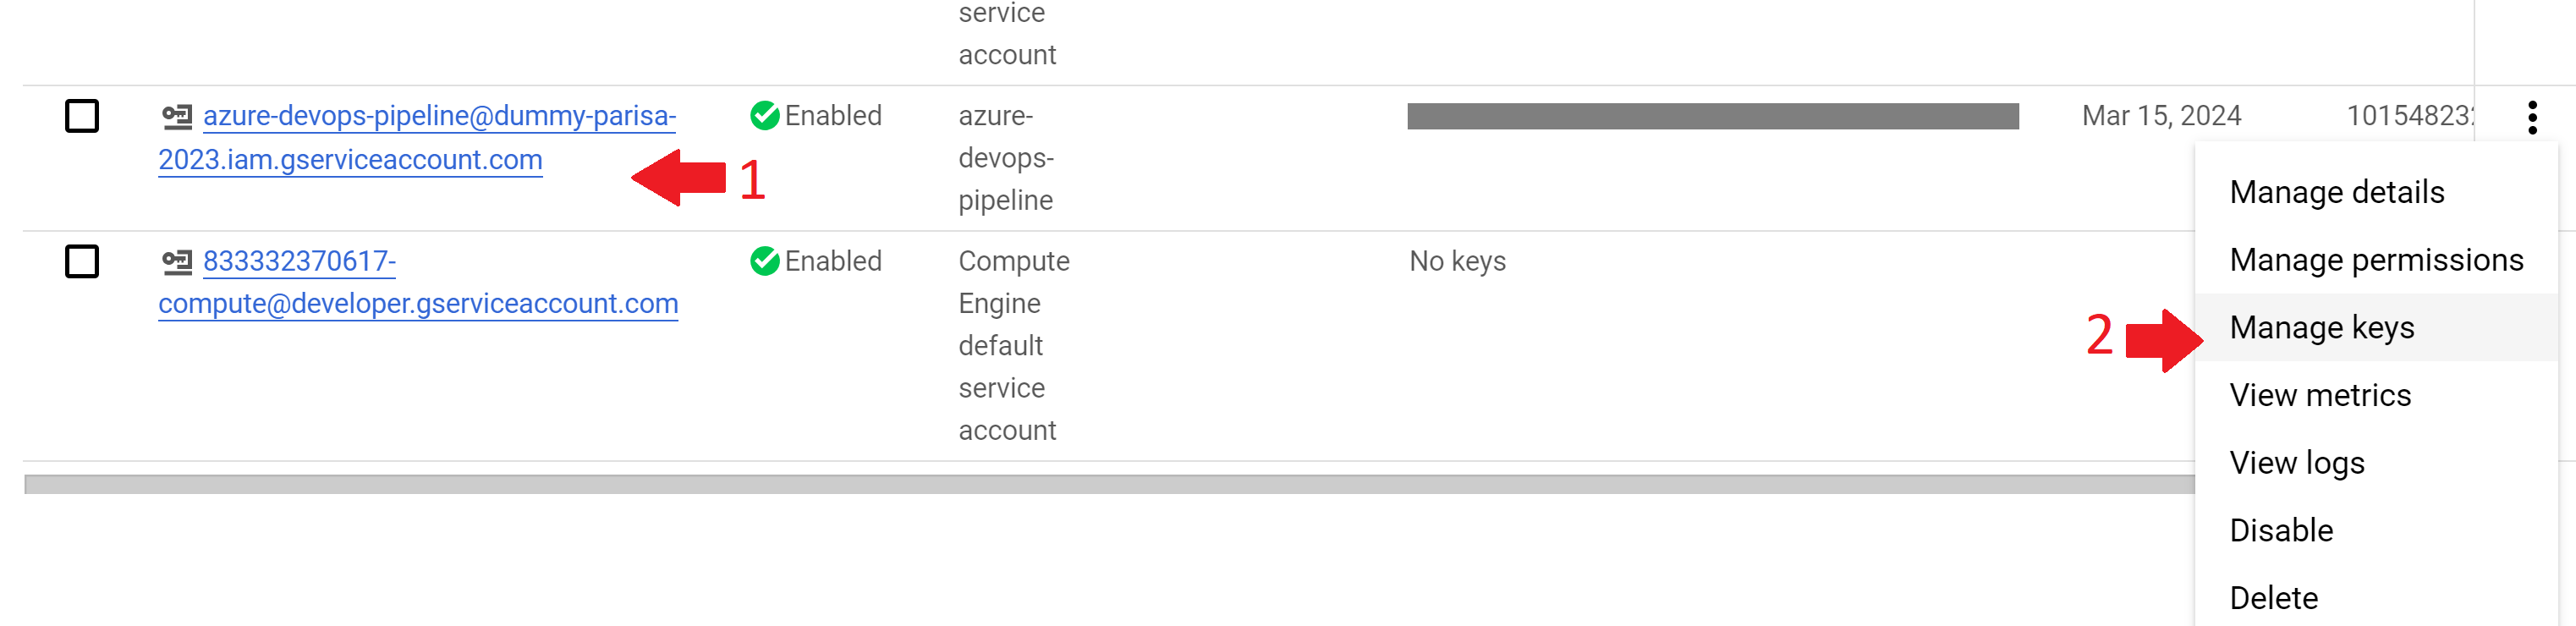 service
account
azure-devops-pipeline@dummy-parisa-
2023.iam.gserviceaccount.com
Enabled
azure-
devops-
pipeline
Mar 15, 2024
101548232
1
833332370617-
compute@developer.gserviceaccount.com
Enabled
Compute
Engine
default
service
account
No keys
2
Manage details
Manage permissions
Manage keys
View metrics
View logs
Disable
Delete